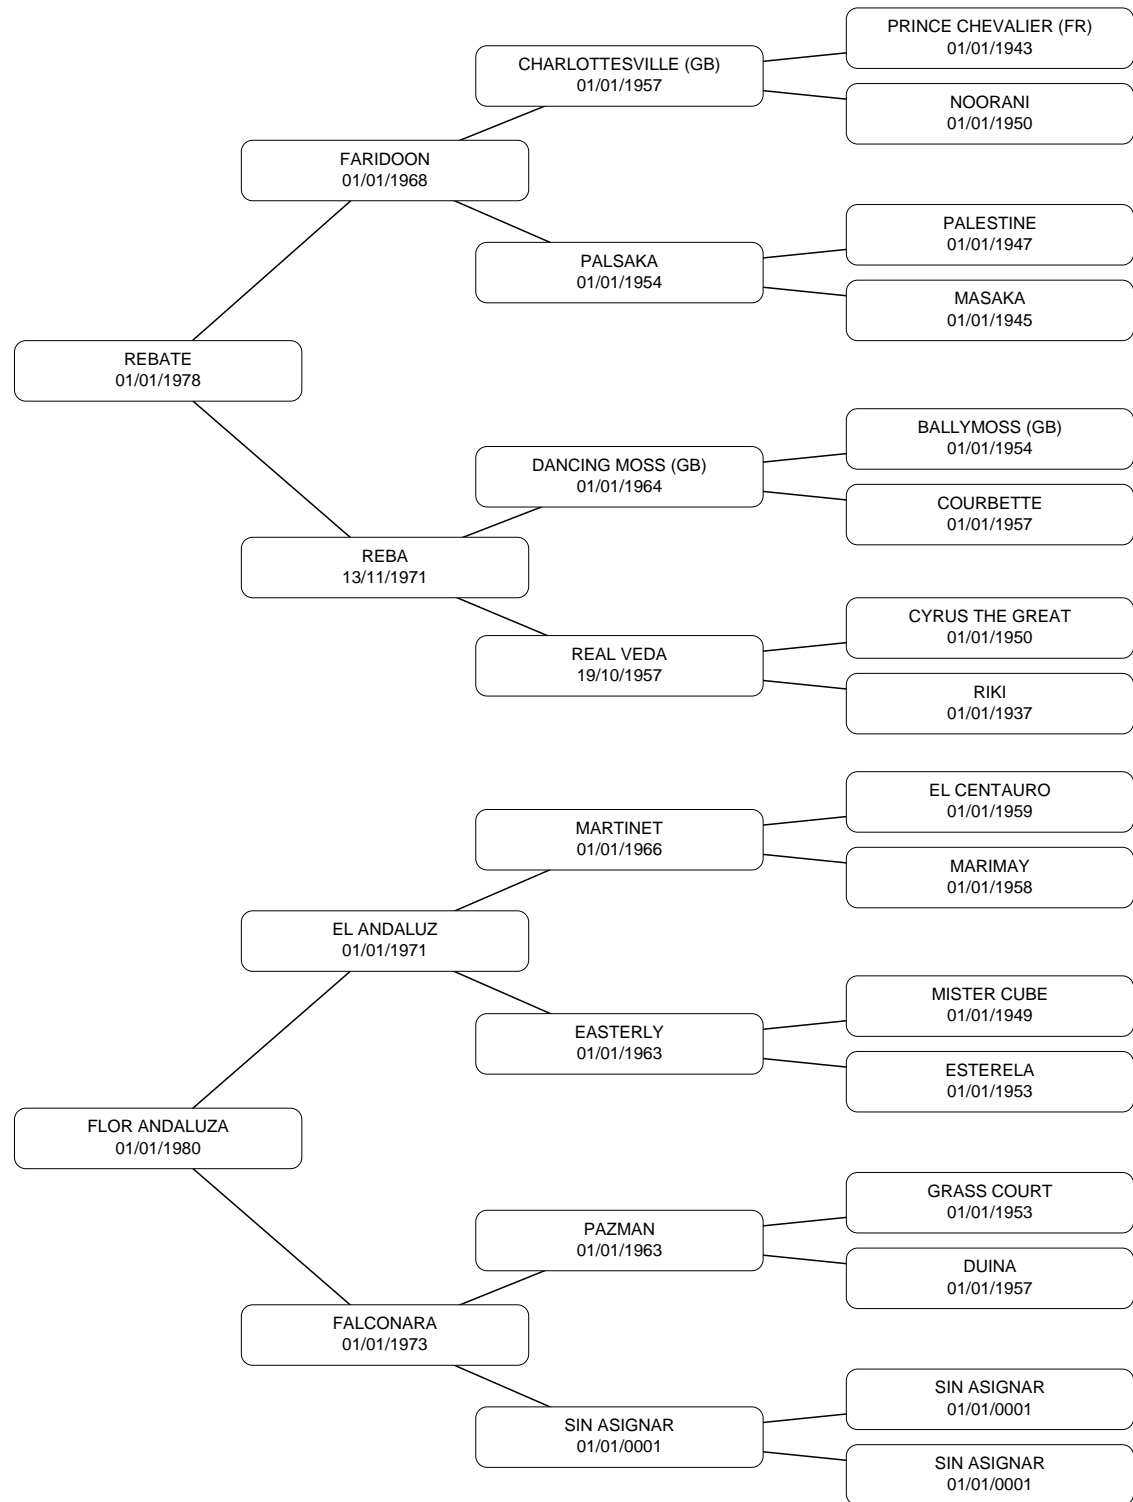 PRINCE CHEVALIER (FR)
01/01/1943
CHARLOTTESVILLE (GB)
01/01/1957
NOORANI
01/01/1950
FARIDOON
01/01/1968
PALESTINE
01/01/1947
PALSAKA
01/01/1954
MASAKA
01/01/1945
REBATE
01/01/1978
BALLYMOSS (GB)
01/01/1954
DANCING MOSS (GB)
01/01/1964
COURBETTE
01/01/1957
REBA
13/11/1971
CYRUS THE GREAT
01/01/1950
REAL VEDA
19/10/1957
RIKI
01/01/1937
EL CENTAURO
01/01/1959
MARTINET
01/01/1966
MARIMAY
01/01/1958
EL ANDALUZ
01/01/1971
MISTER CUBE
01/01/1949
EASTERLY
01/01/1963
ESTERELA
01/01/1953
FLOR ANDALUZA
01/01/1980
GRASS COURT
01/01/1953
PAZMAN
01/01/1963
DUINA
01/01/1957
FALCONARA
01/01/1973
SIN ASIGNAR
01/01/0001
SIN ASIGNAR
01/01/0001
SIN ASIGNAR
01/01/0001